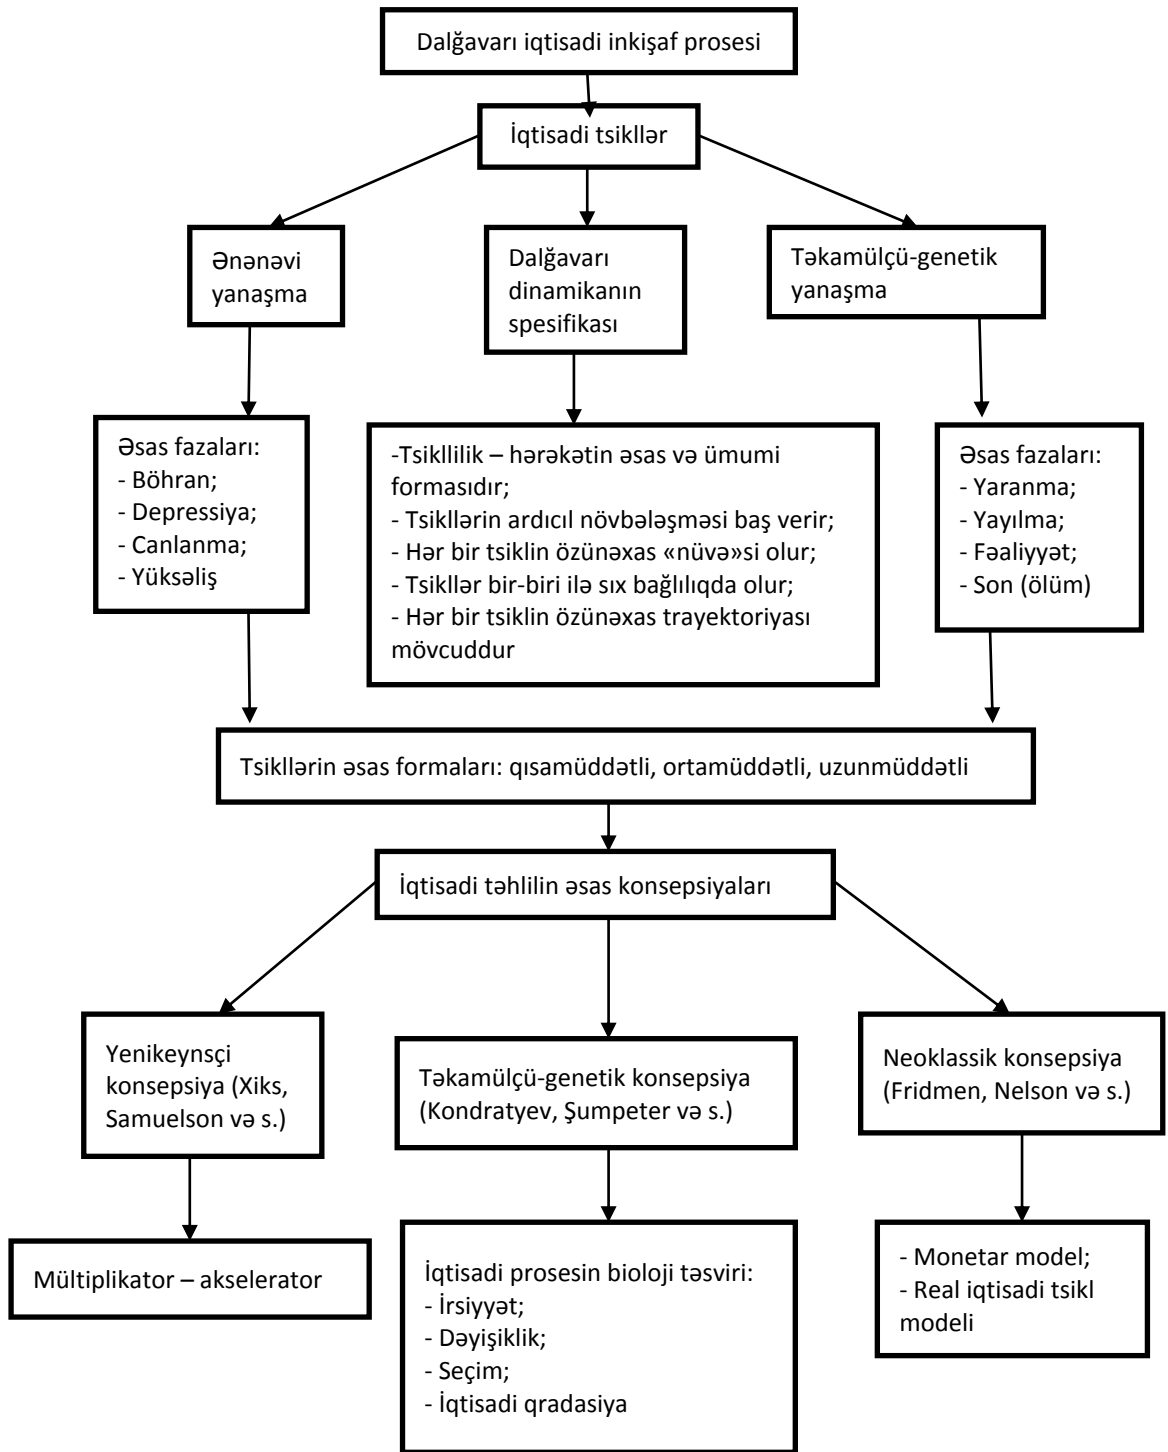 Dalğavarı iqtisadi inkişaf prosesi
İqtisadi tsikllər
Ənənəvi
yanaşma
Dalğavarı
dinamikanın
spesifikası
Təkamülçü-genetik
yanaşma
Əsas fazaları:
- Böhran;
- Depressiya;
- Canlanma;
- Yüksəliş
-Tsikllilik – hərəkətin əsas və ümumi
formasıdır;
- Tsikllərin ardıcıl növbələşməsi baş verir;
- Hər bir tsiklin özünəxas «nüvə»si olur;
- Tsikllər bir-biri ilə sıx bağlılıqda olur;
- Hər bir tsiklin özünəxas trayektoriyası
mövcuddur
Əsas fazaları:
- Yaranma;
- Yayılma;
- Fəaliyyət;
- Son (ölüm)
Tsikllərin əsas formaları: qısamüddətli, ortamüddətli, uzunmüddətli
İqtisadi təhlilin əsas konsepsiyaları
Yenikeynsçi
konsepsiya (Xiks,
Samuelson və s.)
Təkamülçü-genetik konsepsiya
(Kondratyev, Şumpeter və s.)
Neoklassik konsepsiya
(Fridmen, Nelson və s.)
Mültiplikator – akselerator
İqtisadi prosesin bioloji təsviri:
- İrsiyyət;
- Dəyişiklik;
- Seçim;
- İqtisadi qradasiya
- Monetar model;
- Real iqtisadi tsikl
modeli